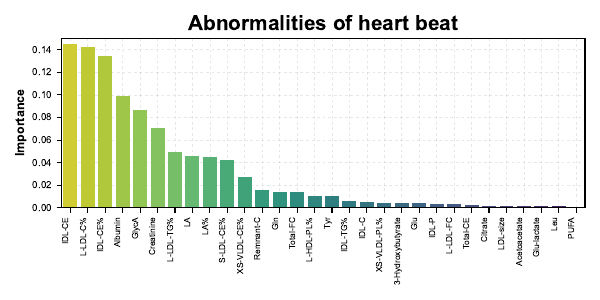 Abnormalities of heart beat
Importance
0.14
0.12
0.10
0.08
0.06
0.04
0.02
0.00
IDL-CE
L-LDL-C%
IDL-CE%
Albumin
GlycA
Creatinine
L-LDL-TG%
LA
LA%
S-LDL-CE%
XS-VLDL-CE%
Remnant-C
Gln
Total-FC
L-HDL-PL%
Tyr
IDL-TG%
IDL-C
XS-VLDL-PL%
3-Hydroxybutyrate
Glu
IDL-P
L-LDL-FC
Total-CE
Citrate
LDL-size
Acetoacetate
Glu-lactate
Leu
PUFA